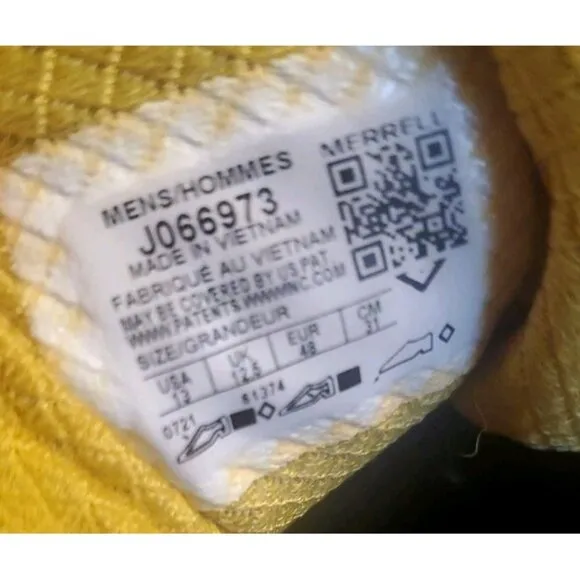 MERRELL
MENS/HOMMES
J066973
MADE IN VIETNAM
FABRIQUÉ AU VIETNAM
MAY BE COVERED BY US.PAT
WWW.PATENTS.WWWINC.COM
SIZE/GRANDEUR
USA UK EUR CM
13 12.5 48 31
0721 61374